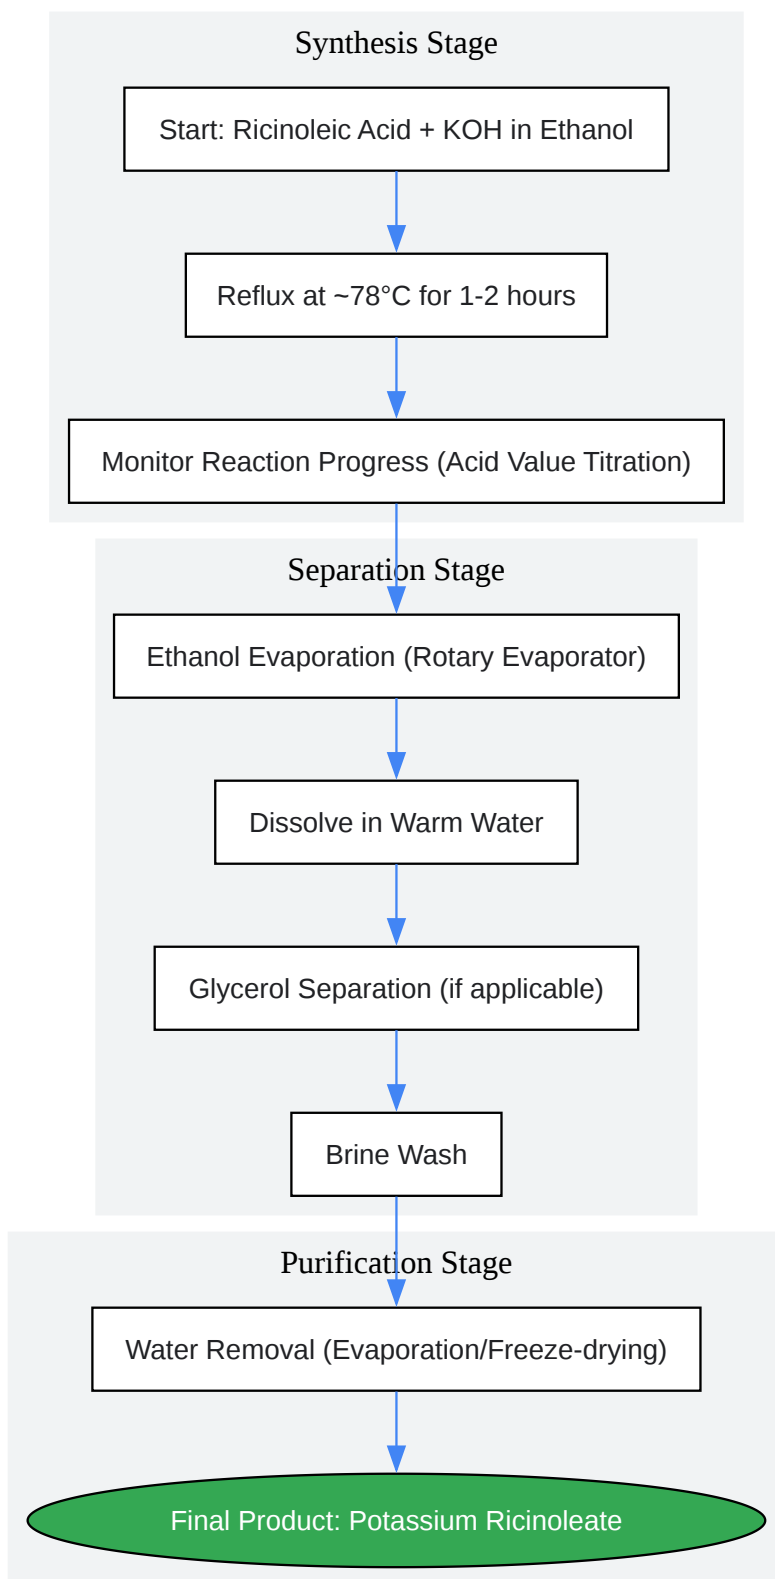 Synthesis Stage
Start: Ricinoleic Acid + KOH in Ethanol
Reflux at ~78°C for 1-2 hours
Monitor Reaction Progress (Acid Value Titration)
Separation Stage
Ethanol Evaporation (Rotary Evaporator)
Dissolve in Warm Water
Glycerol Separation (if applicable)
Brine Wash
Purification Stage
Water Removal (Evaporation/Freeze-drying)
Final Product: Potassium Ricinoleate